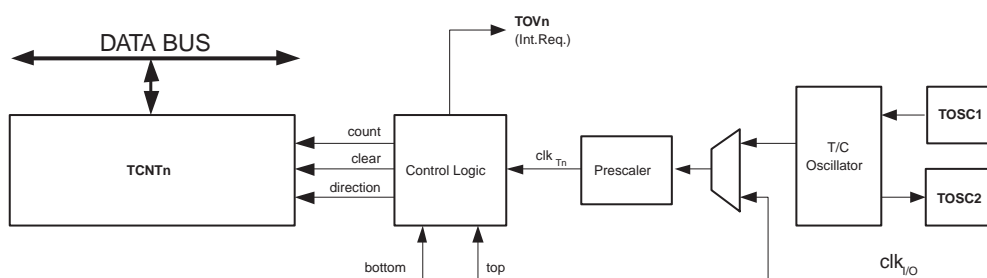 DATA BUS
TOVn
(Int.Req.)
TCNTn
count
clear
direction
Control Logic
clk Tn
Prescaler
T/C
Oscillator
TOSC1
TOSC2
bottom
top
clk I/O